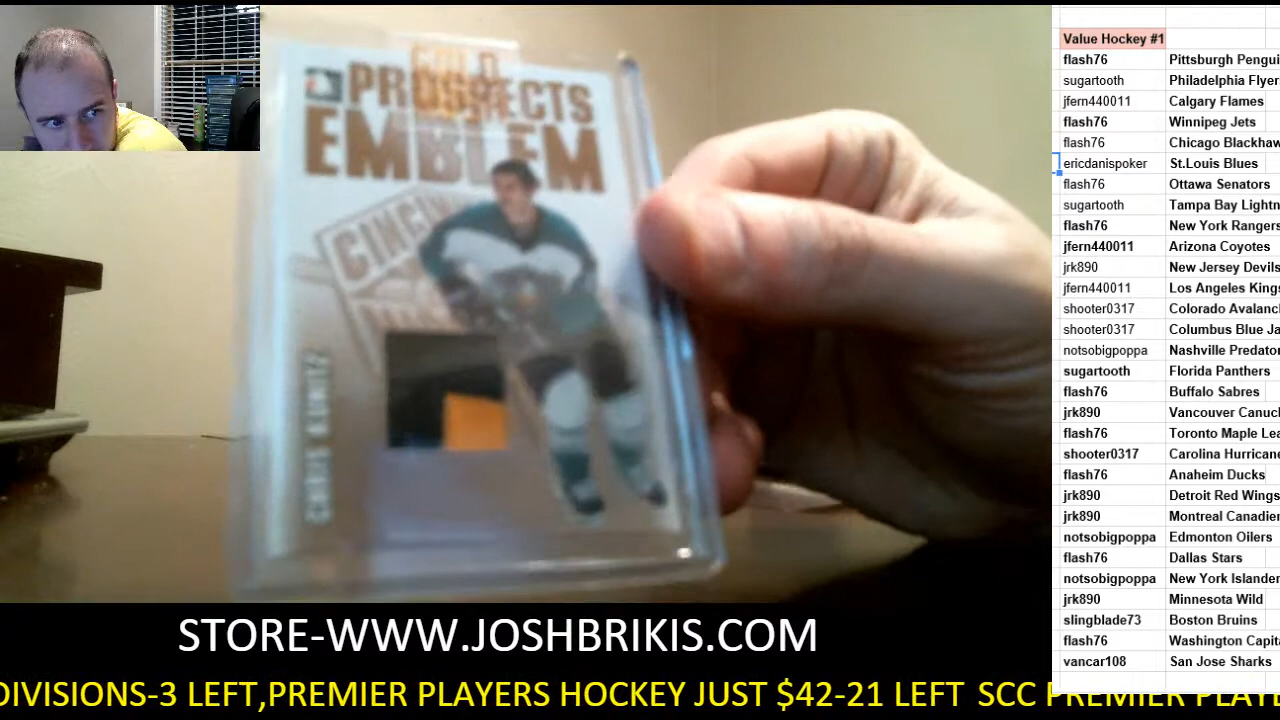 PROSPECTS
EMBLEM
CHRIS KUNITZ
Value Hockey #1
flash76 Pittsburgh Pengui
sugartooth Philadelphia Flyer
jfern440011 Calgary Flames
flash76 Winnipeg Jets
flash76 Chicago Blackhaw
ericdanispoker St.Louis Blues
flash76 Ottawa Senators
sugartooth Tampa Bay Lightn
flash76 New York Rangers
jfern440011 Arizona Coyotes
jrk890 New Jersey Devils
jfern440011 Los Angeles Kings
shooter0317 Colorado Avalanc
shooter0317 Columbus Blue Ja
notsobigpoppa Nashville Predator
sugartooth Florida Panthers
flash76 Buffalo Sabres
jrk890 Vancouver Canuc
flash76 Toronto Maple Lea
shooter0317 Carolina Hurricane
flash76 Anaheim Ducks
jrk890 Detroit Red Wings
jrk890 Montreal Canadien
notsobigpoppa Edmonton Oilers
flash76 Dallas Stars
notsobigpoppa New York Islander
jrk890 Minnesota Wild
slingblade73 Boston Bruins
flash76 Washington Capita
vancar108 San Jose Sharks
STORE-WWW.JOSHBRIKIS.COM
DIVISIONS-3 LEFT,PREMIER PLAYERS HOCKEY JUST $42-21 LEFT SCC PREMIER PLAYE